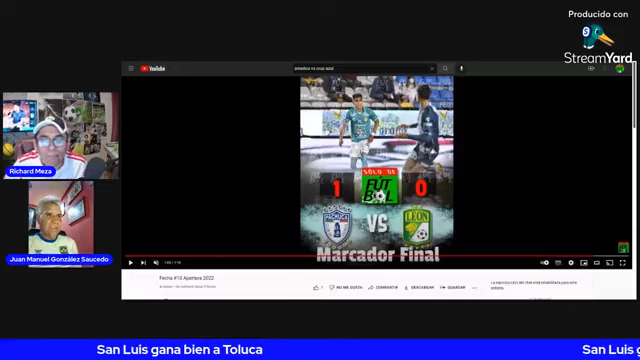 Producido con
StreamYard
YouTube
america vs cruz azul
SOLO DE
FUT
BOL
1
0
PACHUCA
VS
LEON
Marcador Final
Richard Meza
Juan Manuel González Saucedo
Fecha #10 Apertura 2022
NO ME GUSTA
COMPARTIR
DESCARGAR
GUARDAR
San Luis gana bien a Toluca
San Luis g